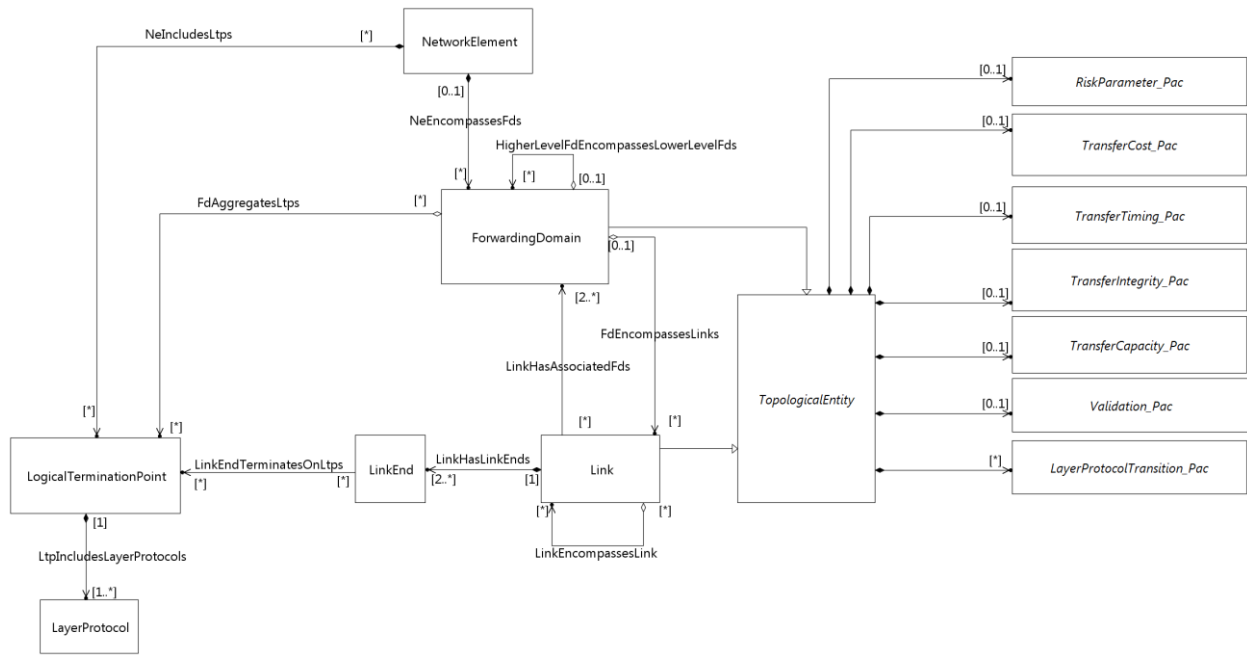 NeIncludesLtps
[*]
NetworkElement
[0..1]
NeEncompassesFds
HigherLevelFdEncompassesLowerLevelFds
[*]
[*]
[0..1]
FdAggregatesLtps
[*]
ForwardingDomain
[0..1]
[2..*]
FdEncompassesLinks
LinkHasAssociatedFds
[*]
[*]
[*]
[*]
LogicalTerminationPoint
LinkEndTerminatesOnLtps
[*]
[*]
LinkEnd
LinkHasLinkEnds
[2..*]
[1]
Link
[*]
[*]
LinkEncompassesLink
[1]
LtpIncludesLayerProtocols
[1..*]
LayerProtocol
TopologicalEntity
[0..1]
RiskParameter_Pac
[0..1]
TransferCost_Pac
[0..1]
TransferTiming_Pac
[0..1]
TransferIntegrity_Pac
[0..1]
TransferCapacity_Pac
[0..1]
Validation_Pac
[*]
LayerProtocolTransition_Pac